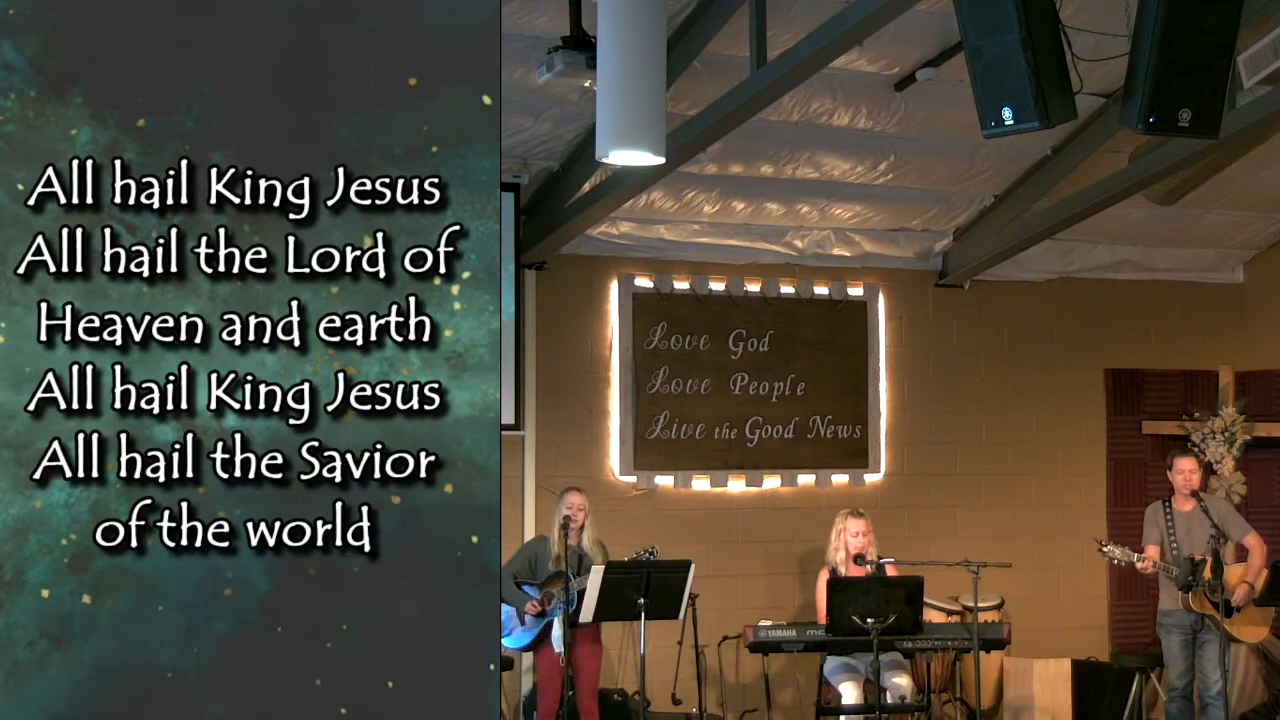 All hail King Jesus
All hail the Lord of
Heaven and earth
All hail King Jesus
All hail the Savior
of the world
Love God
Love People
Live the Good News
YAMAHA